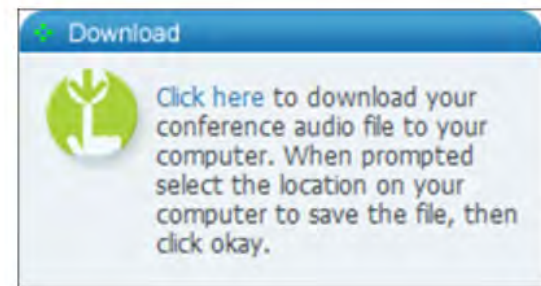 Download
Click here to download your
conference audio file to your
computer. When prompted
select the location on your
computer to save the file, then
click okay.